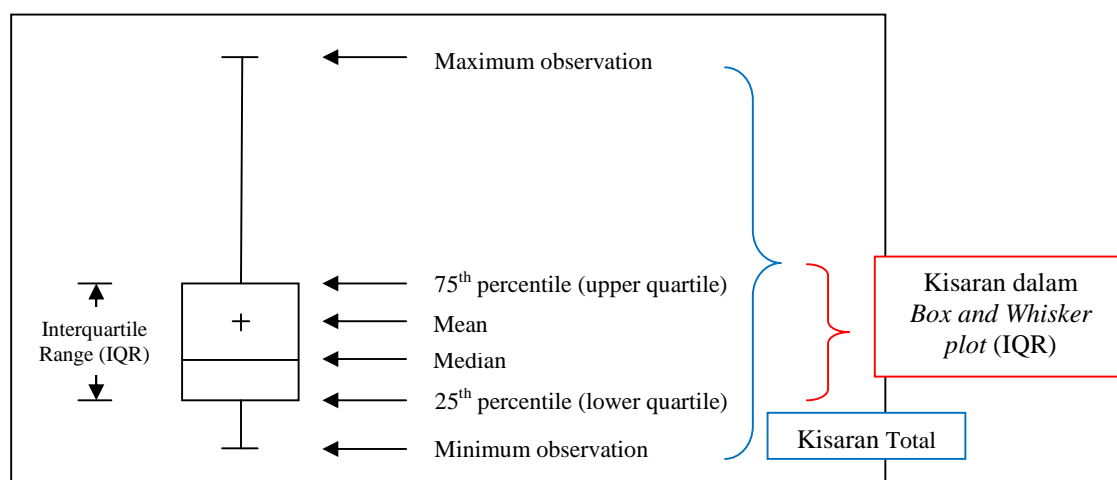 Maximum observation
75th percentile (upper quartile)
Mean
Median
25th percentile (lower quartile)
Minimum observation
Interquartile
Range (IQR)
Kisaran dalam
Box and Whisker
plot (IQR)
Kisaran Total